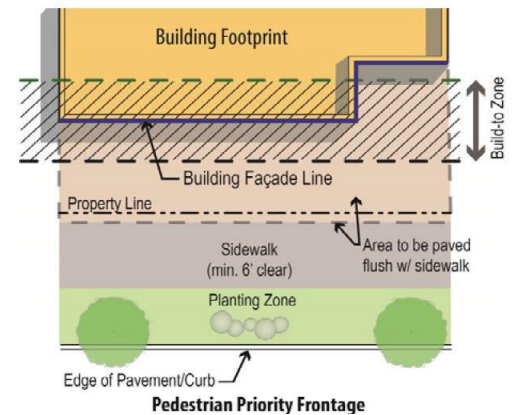 Building Footprint
Build-to Zone
Building Façade Line
Property Line
Area to be paved
flush w/ sidewalk
Sidewalk
(min. 6' clear)
Planting Zone
Edge of Pavement/Curb
Pedestrian Priority Frontage